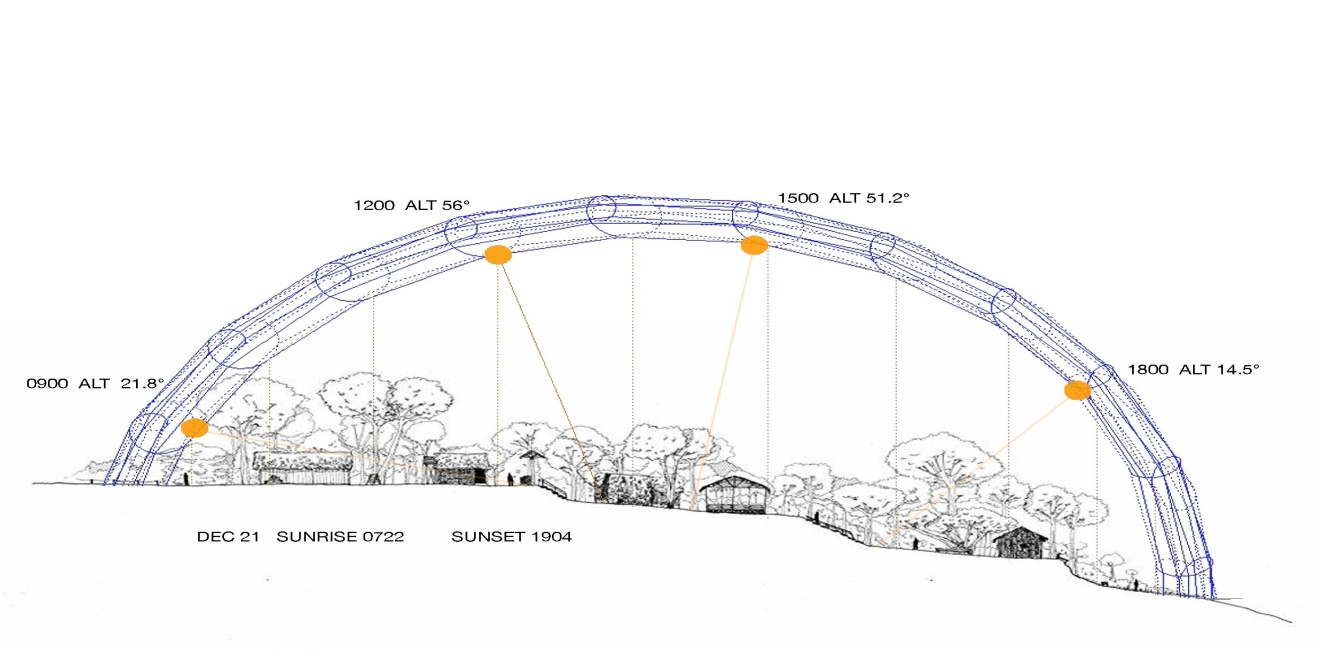 1200 ALT 56°
1500 ALT 51.2°
0900 ALT 21.8°
1800 ALT 14.5°
DEC 21 SUNRISE 0722 SUNSET 1904